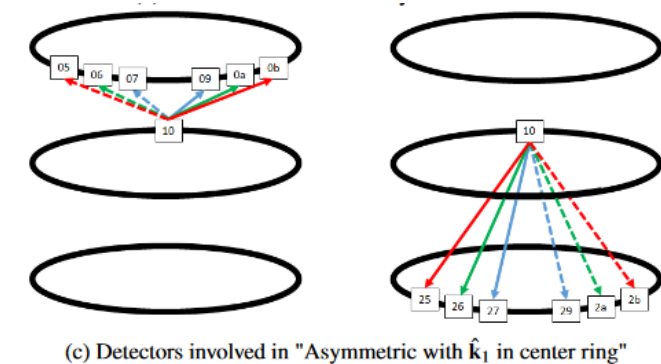 05 06 07 09 0a 0b
10 10
25 26 27 29 2a 2b
(c) Detectors involved in "Asymmetric with k̂₁ in center ring"